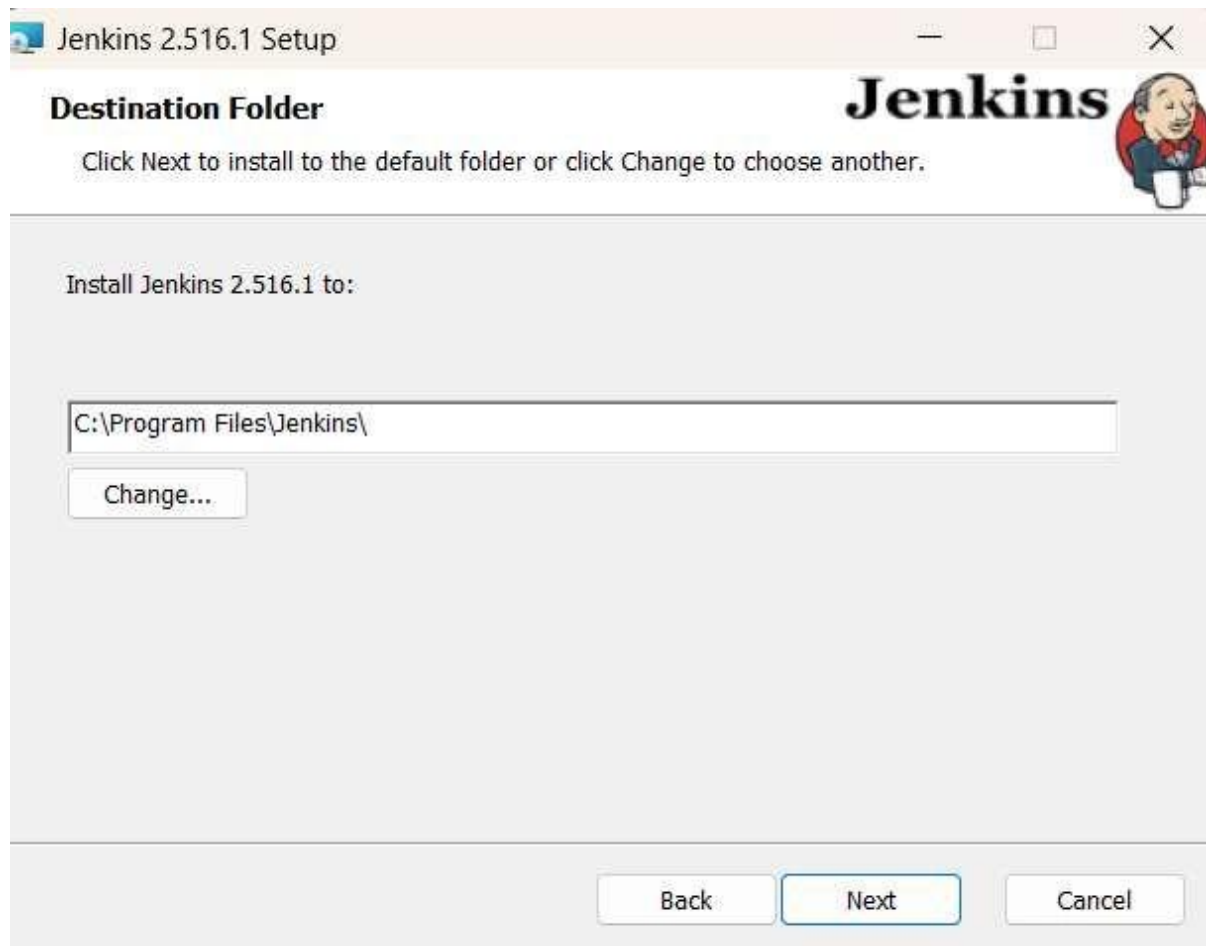 Jenkins 2.516.1 Setup
Jenkins
Destination Folder
Click Next to install to the default folder or click Change to choose another.
Install Jenkins 2.516.1 to:
C:\Program Files\Jenkins\
Change...
Back Next Cancel